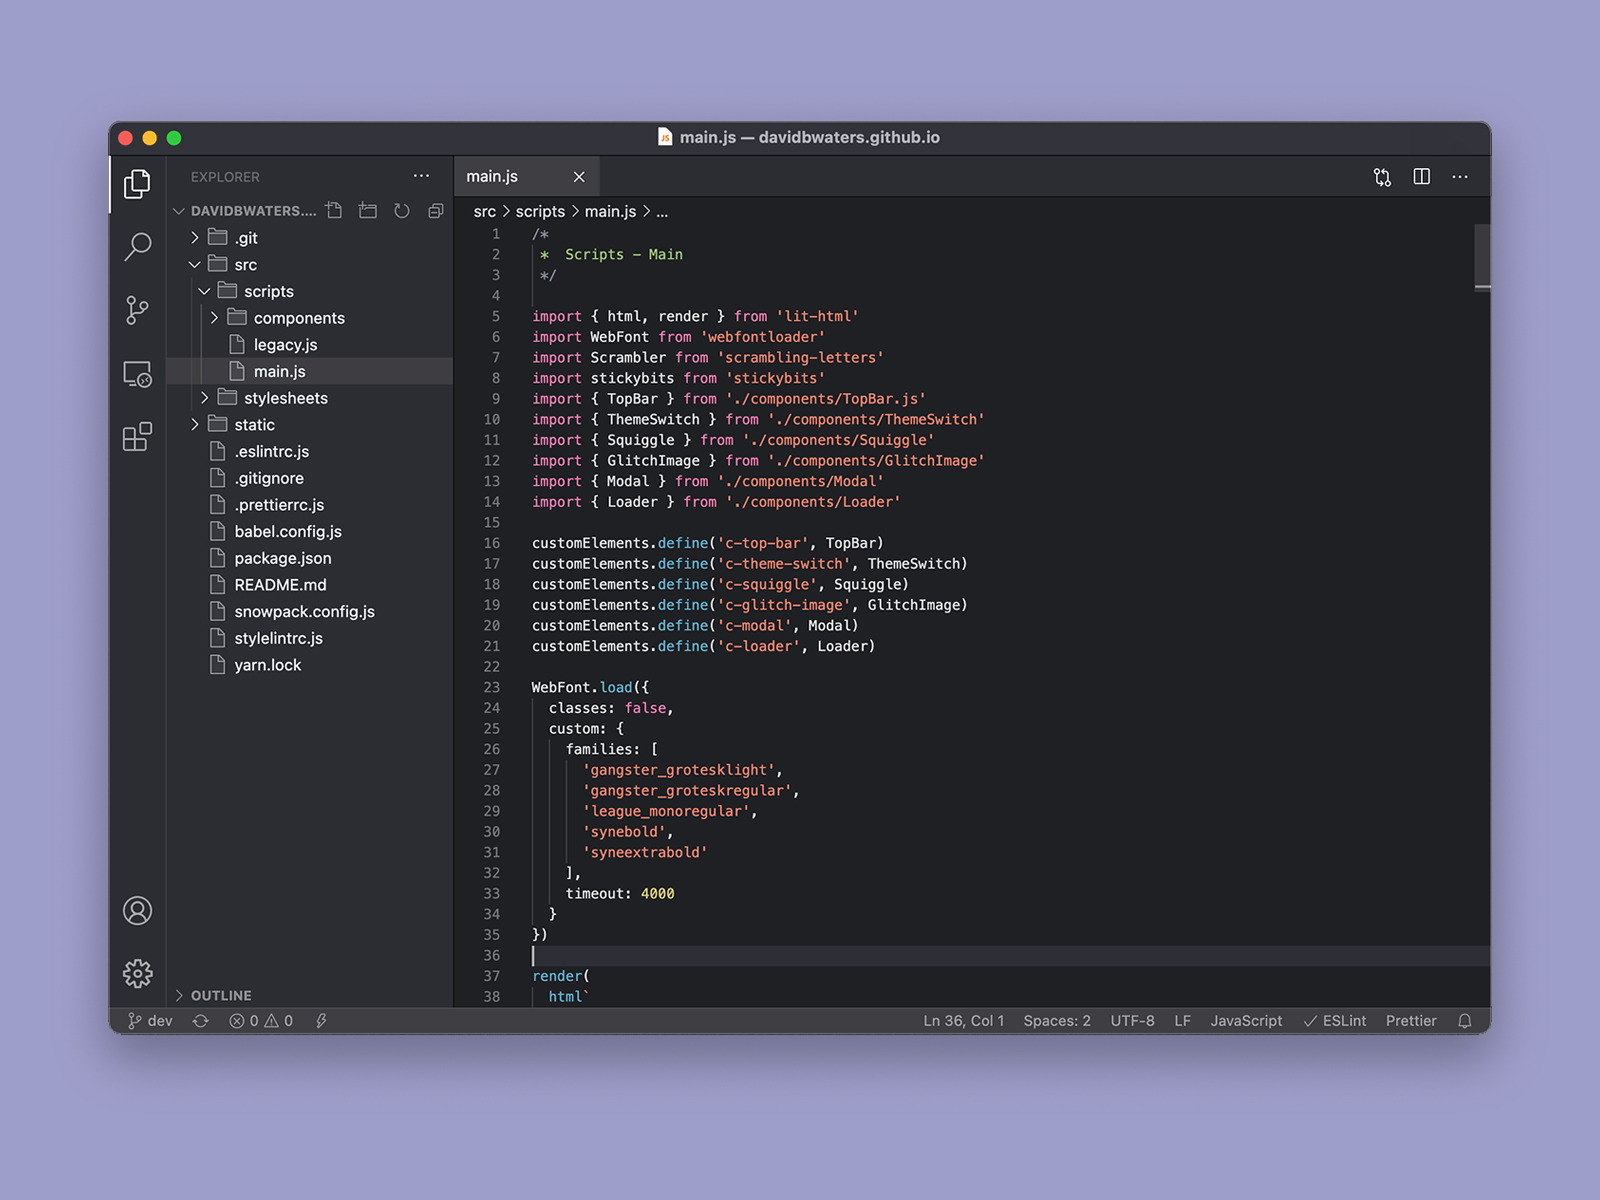 JS main.js — davidbwaters.github.io
EXPLORER
DAVIDBWATERS....
.git
src
scripts
components
legacy.js
main.js
stylesheets
static
.eslintrc.js
.gitignore
.prettierrc.js
babel.config.js
package.json
README.md
snowpack.config.js
stylelintrc.js
yarn.lock
OUTLINE
main.js
src > scripts > main.js > ...
1 /*
2 *  Scripts - Main
3 */
4
5 import { html, render } from 'lit-html'
6 import WebFont from 'webfontloader'
7 import Scrambler from 'scrambling-letters'
8 import stickybits from 'stickybits'
9 import { TopBar } from './components/TopBar.js'
10 import { ThemeSwitch } from './components/ThemeSwitch'
11 import { Squiggle } from './components/Squiggle'
12 import { GlitchImage } from './components/GlitchImage'
13 import { Modal } from './components/Modal'
14 import { Loader } from './components/Loader'
15
16 customElements.define('c-top-bar', TopBar)
17 customElements.define('c-theme-switch', ThemeSwitch)
18 customElements.define('c-squiggle', Squiggle)
19 customElements.define('c-glitch-image', GlitchImage)
20 customElements.define('c-modal', Modal)
21 customElements.define('c-loader', Loader)
22
23 WebFont.load({
24 classes: false,
25 custom: {
26 families: [
27 'gangster_grotesklight',
28 'gangster_groteskregular',
29 'league_monoregular',
30 'synebold',
31 'syneextrabold'
32 ],
33 timeout: 4000
34 }
35 })
36
37 render(
38 html`
dev 0 0 Ln 36, Col 1 Spaces: 2 UTF-8 LF JavaScript ESLint Prettier